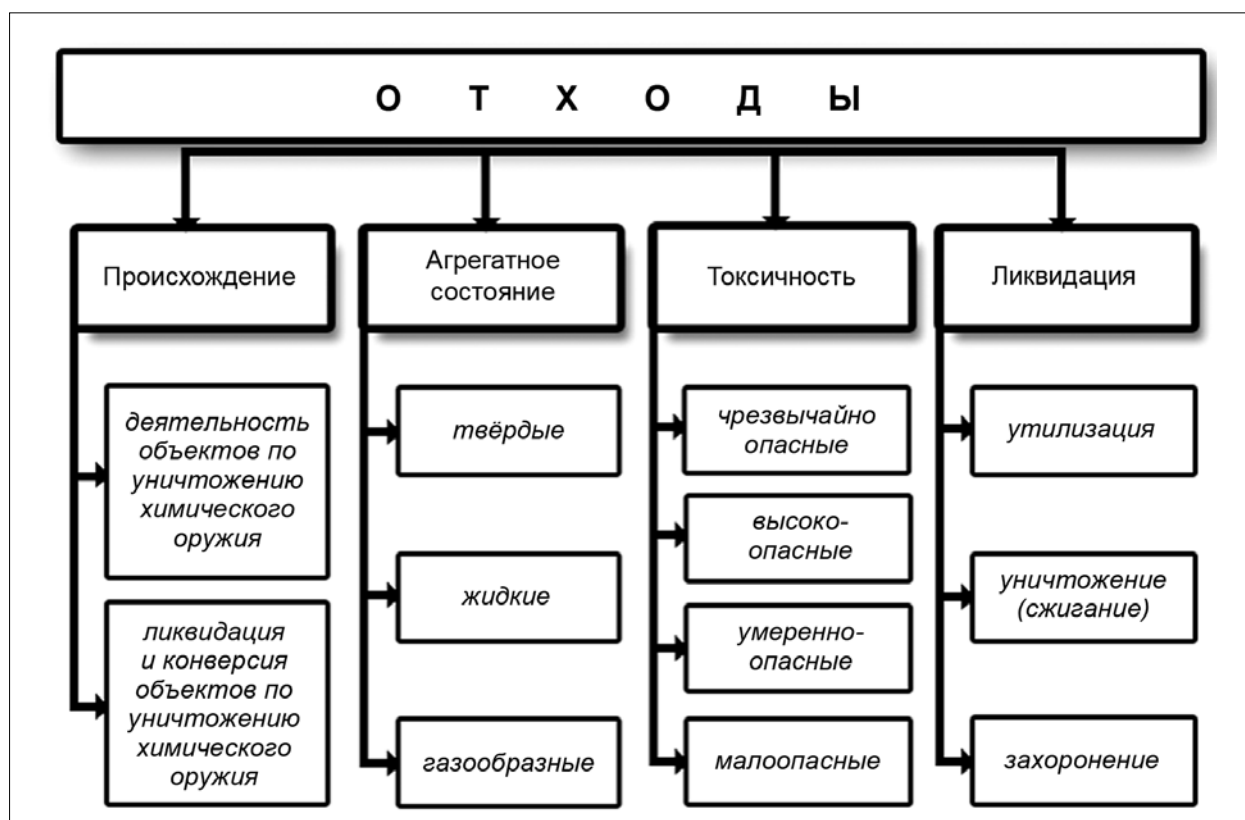 О Т Х О Д Ы
Происхождение
деятельность
объектов по
уничтожению
химического
оружия
ликвидация
и конверсия
объектов по
уничтожению
химического
оружия
Агрегатное
состояние
твёрдые
жидкие
газообразные
Токсичность
чрезвычайно
опасные
высоко-
опасные
умеренно-
опасные
малоопасные
Ликвидация
утилизация
уничтожение
(сжигание)
захоронение